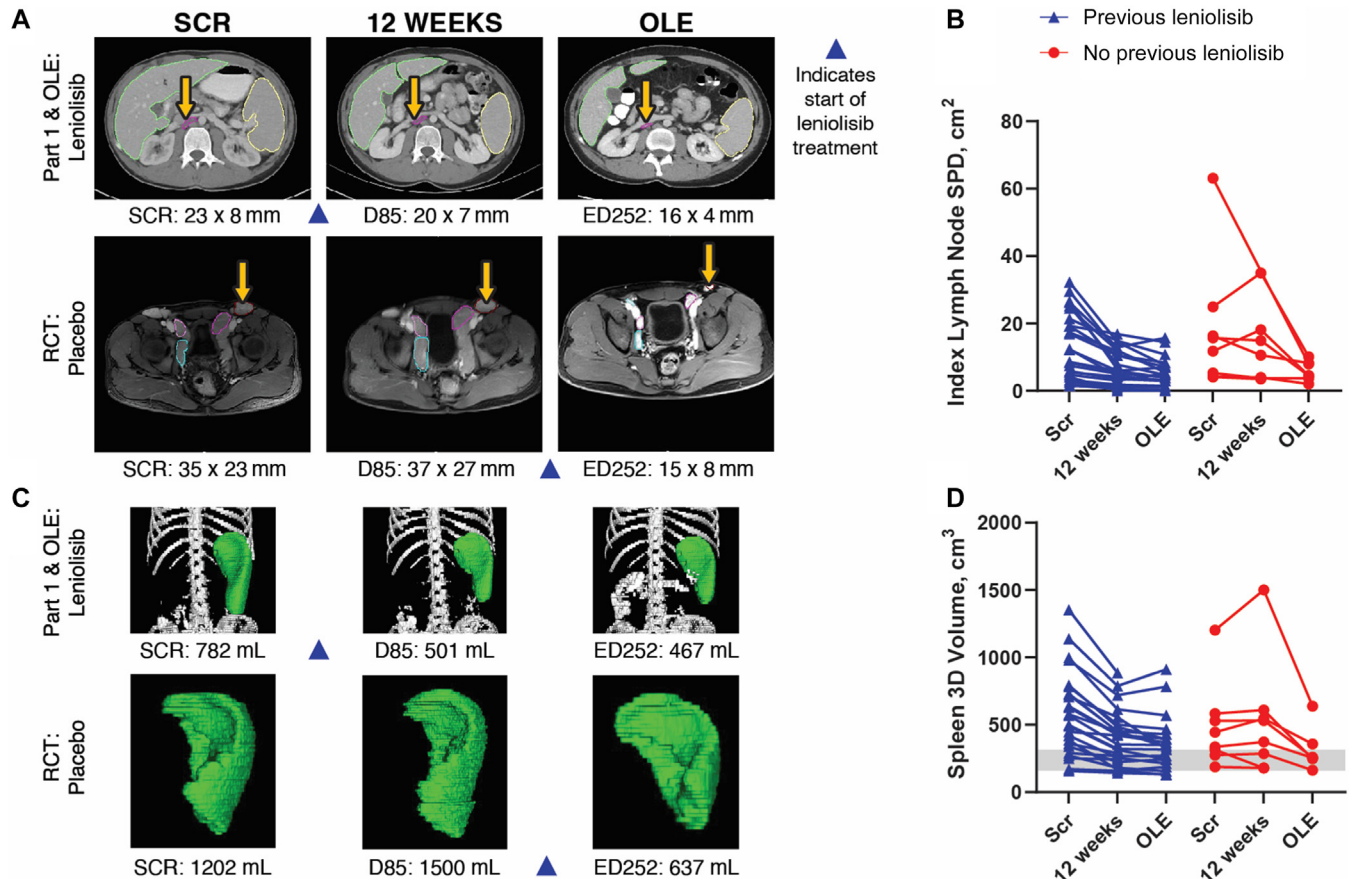 A
SCR
12 WEEKS
OLE
Part 1 & OLE:
Leniolisib
Indicates
start of
leniolisib
treatment
SCR: 23 x 8 mm
D85: 20 x 7 mm
ED252: 16 x 4 mm
RCT:
Placebo
SCR: 35 x 23 mm
D85: 37 x 27 mm
ED252: 15 x 8 mm
B
Previous leniolisib
No previous leniolisib
Index Lymph Node SPD, cm²
80
60
40
20
0
Scr
12 weeks
OLE
Scr
12 weeks
OLE
C
Part 1 & OLE:
Leniolisib
SCR: 782 mL
D85: 501 mL
ED252: 467 mL
RCT:
Placebo
SCR: 1202 mL
D85: 1500 mL
ED252: 637 mL
D
Spleen 3D Volume, cm³
2000
1500
1000
500
0
Scr
12 weeks
OLE
Scr
12 weeks
OLE